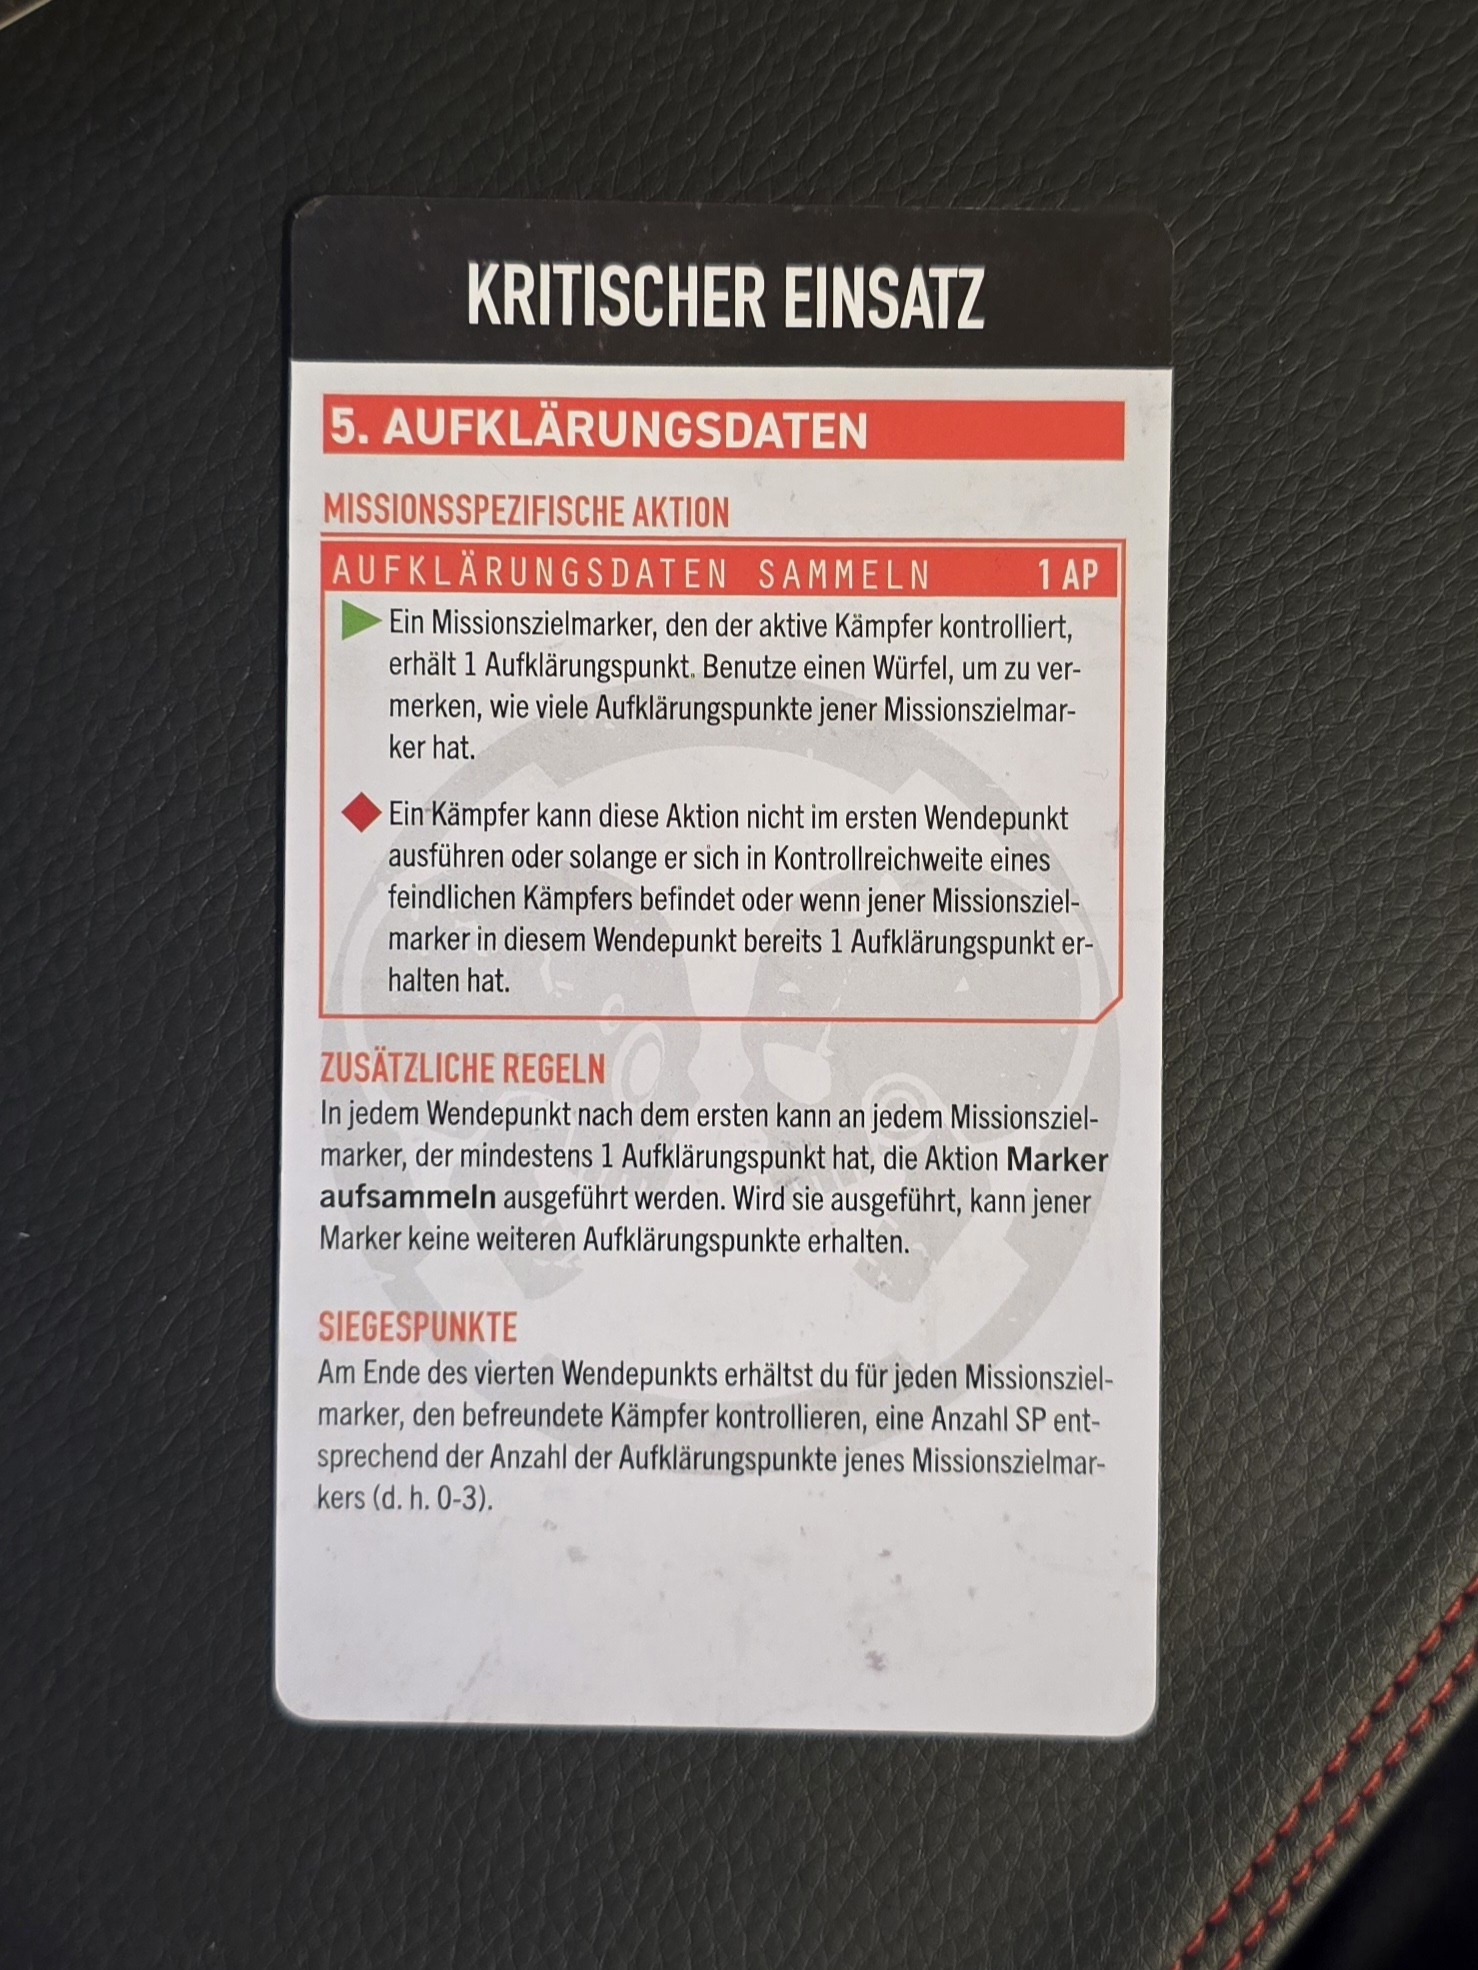 KRITISCHER EINSATZ
5. AUFKLÄRUNGSDATEN
MISSIONSSPEZIFISCHE AKTION
AUFKLÄRUNGSDATEN SAMMELN 1 AP
Ein Missionszielmarker, den der aktive Kämpfer kontrolliert,
erhält 1 Aufklärungspunkt. Benutze einen Würfel, um zu ver-
merken, wie viele Aufklärungspunkte jener Missionszielmar-
ker hat.
Ein Kämpfer kann diese Aktion nicht im ersten Wendepunkt
ausführen oder solange er sich in Kontrollreichweite eines
feindlichen Kämpfers befindet oder wenn jener Missionsziel-
marker in diesem Wendepunkt bereits 1 Aufklärungspunkt er-
halten hat.
ZUSÄTZLICHE REGELN
In jedem Wendepunkt nach dem ersten kann an jedem Missionsziel-
marker, der mindestens 1 Aufklärungspunkt hat, die Aktion Marker
aufsammeln ausgeführt werden. Wird sie ausgeführt, kann jener
Marker keine weiteren Aufklärungspunkte erhalten.
SIEGESPUNKTE
Am Ende des vierten Wendepunkts erhältst du für jeden Missionsziel-
marker, den befreundete Kämpfer kontrollieren, eine Anzahl SP ent-
sprechend der Anzahl der Aufklärungspunkte jenes Missionszielmar-
kers (d. h. 0-3).